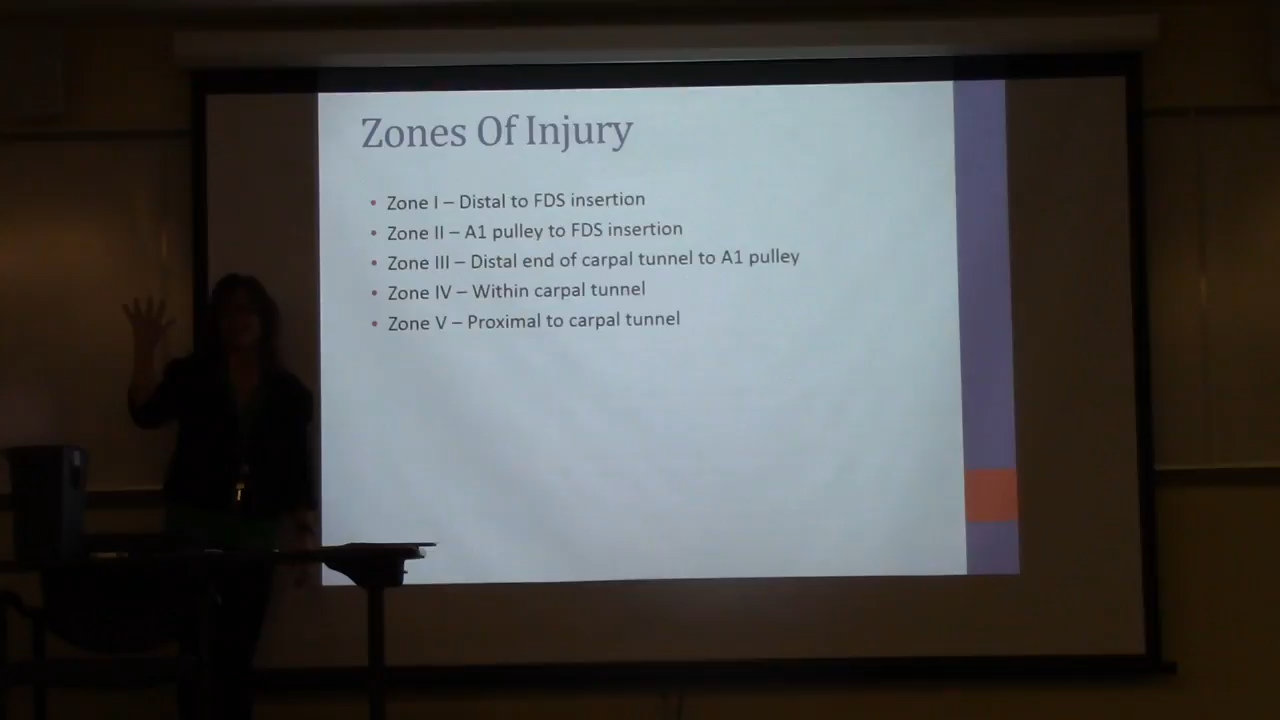 Zones Of Injury
• Zone I – Distal to FDS insertion
• Zone II – A1 pulley to FDS insertion
• Zone III – Distal end of carpal tunnel to A1 pulley
• Zone IV – Within carpal tunnel
• Zone V – Proximal to carpal tunnel